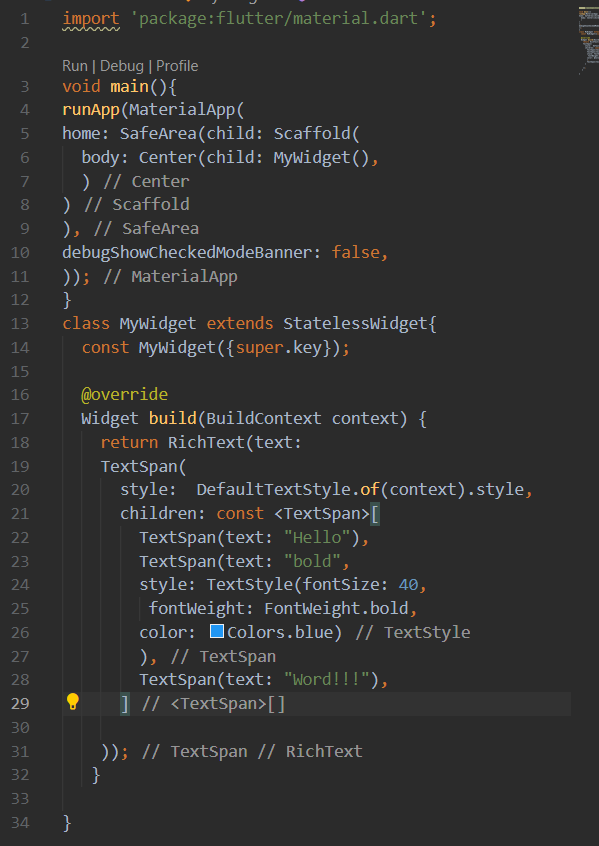 1 import 'package:flutter/material.dart';
2
Run | Debug | Profile
3 void main(){
4 runApp(MaterialApp(
5 home: SafeArea(child: Scaffold(
6   body: Center(child: MyWidget(),
7   ) // Center
8 ) // Scaffold
9 ), // SafeArea
10 debugShowCheckedModeBanner: false,
11 )); // MaterialApp
12 }
13 class MyWidget extends StatelessWidget{
14   const MyWidget({super.key});
15
16   @override
17   Widget build(BuildContext context) {
18     return RichText(text:
19     TextSpan(
20       style:  DefaultTextStyle.of(context).style,
21       children: const <TextSpan>[
22         TextSpan(text: "Hello"),
23         TextSpan(text: "bold",
24         style: TextStyle(fontSize: 40,
25          fontWeight: FontWeight.bold,
26         color: Colors.blue) // TextStyle
27         ), // TextSpan
28         TextSpan(text: "Word!!!"),
29       ] // <TextSpan>[]
30
31     )); // TextSpan // RichText
32    }
33
34 }